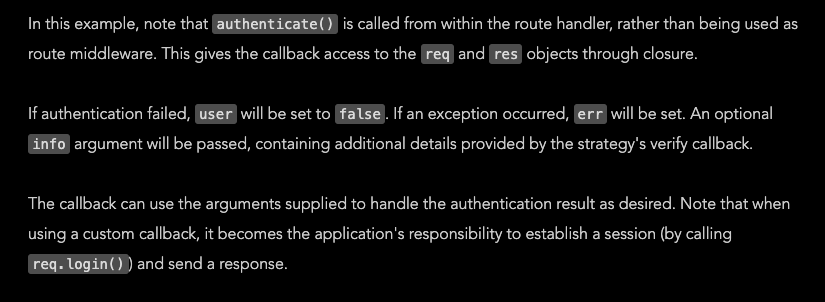 In this example, note that authenticate() is called from within the route handler, rather than being used as
route middleware. This gives the callback access to the req and res objects through closure.
If authentication failed, user will be set to false. If an exception occurred, err will be set. An optional
info argument will be passed, containing additional details provided by the strategy's verify callback.
The callback can use the arguments supplied to handle the authentication result as desired. Note that when
using a custom callback, it becomes the application's responsibility to establish a session (by calling
req.login()) and send a response.